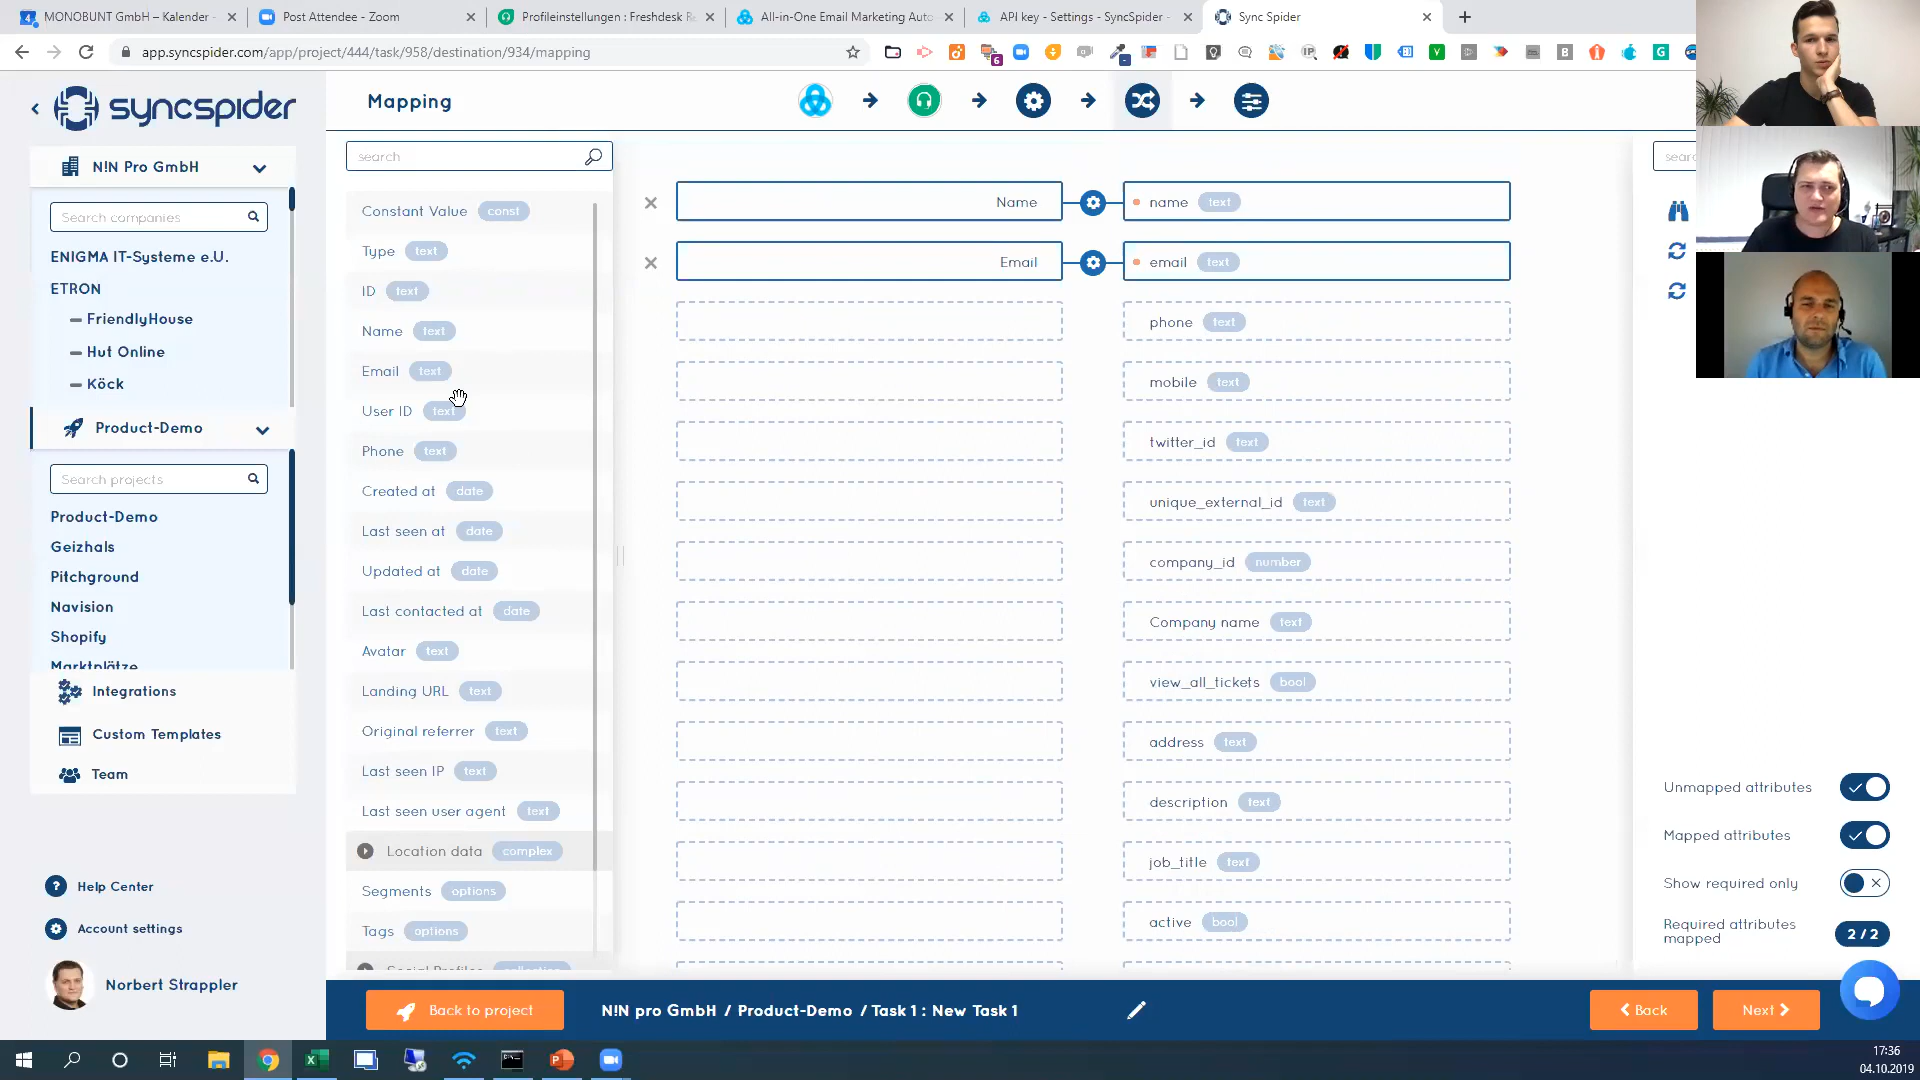 MONOBUNT GmbH – Kalender -
Post Attendee - Zoom
Profileinstellungen : Freshdesk
All-in-One Email Marketing Auto
API key - Settings - SyncSpider -
Sync Spider
app.syncspider.com/app/project/444/task/958/destination/934/mapping
syncspider
Mapping
N!N Pro GmbH
Search companies
ENIGMA IT-Systeme e.U.
ETRON
FriendlyHouse
Hut Online
Köck
Product-Demo
Search projects
Product-Demo
Geizhals
Pitchground
Navision
Shopify
Marktplätze
Integrations
Custom Templates
Team
Help Center
Account settings
Norbert Strappler
search
Constant Value const
Type text
ID text
Name text
Email text
User ID text
Phone text
Created at date
Last seen at date
Updated at date
Last contacted at date
Avatar text
Landing URL text
Original referrer text
Last seen IP text
Last seen user agent text
Location data complex
Segments options
Tags options
Social Profiles collection
Name name text
Email email text
phone text
mobile text
twitter_id text
unique_external_id text
company_id number
Company name text
view_all_tickets bool
address text
description text
job_title text
active bool
sear
Unmapped attributes
Mapped attributes
Show required only
Required attributes
mapped
2 / 2
Back to project
N!N pro GmbH / Product-Demo / Task 1 : New Task 1
Back
Next
17:36
04.10.2019